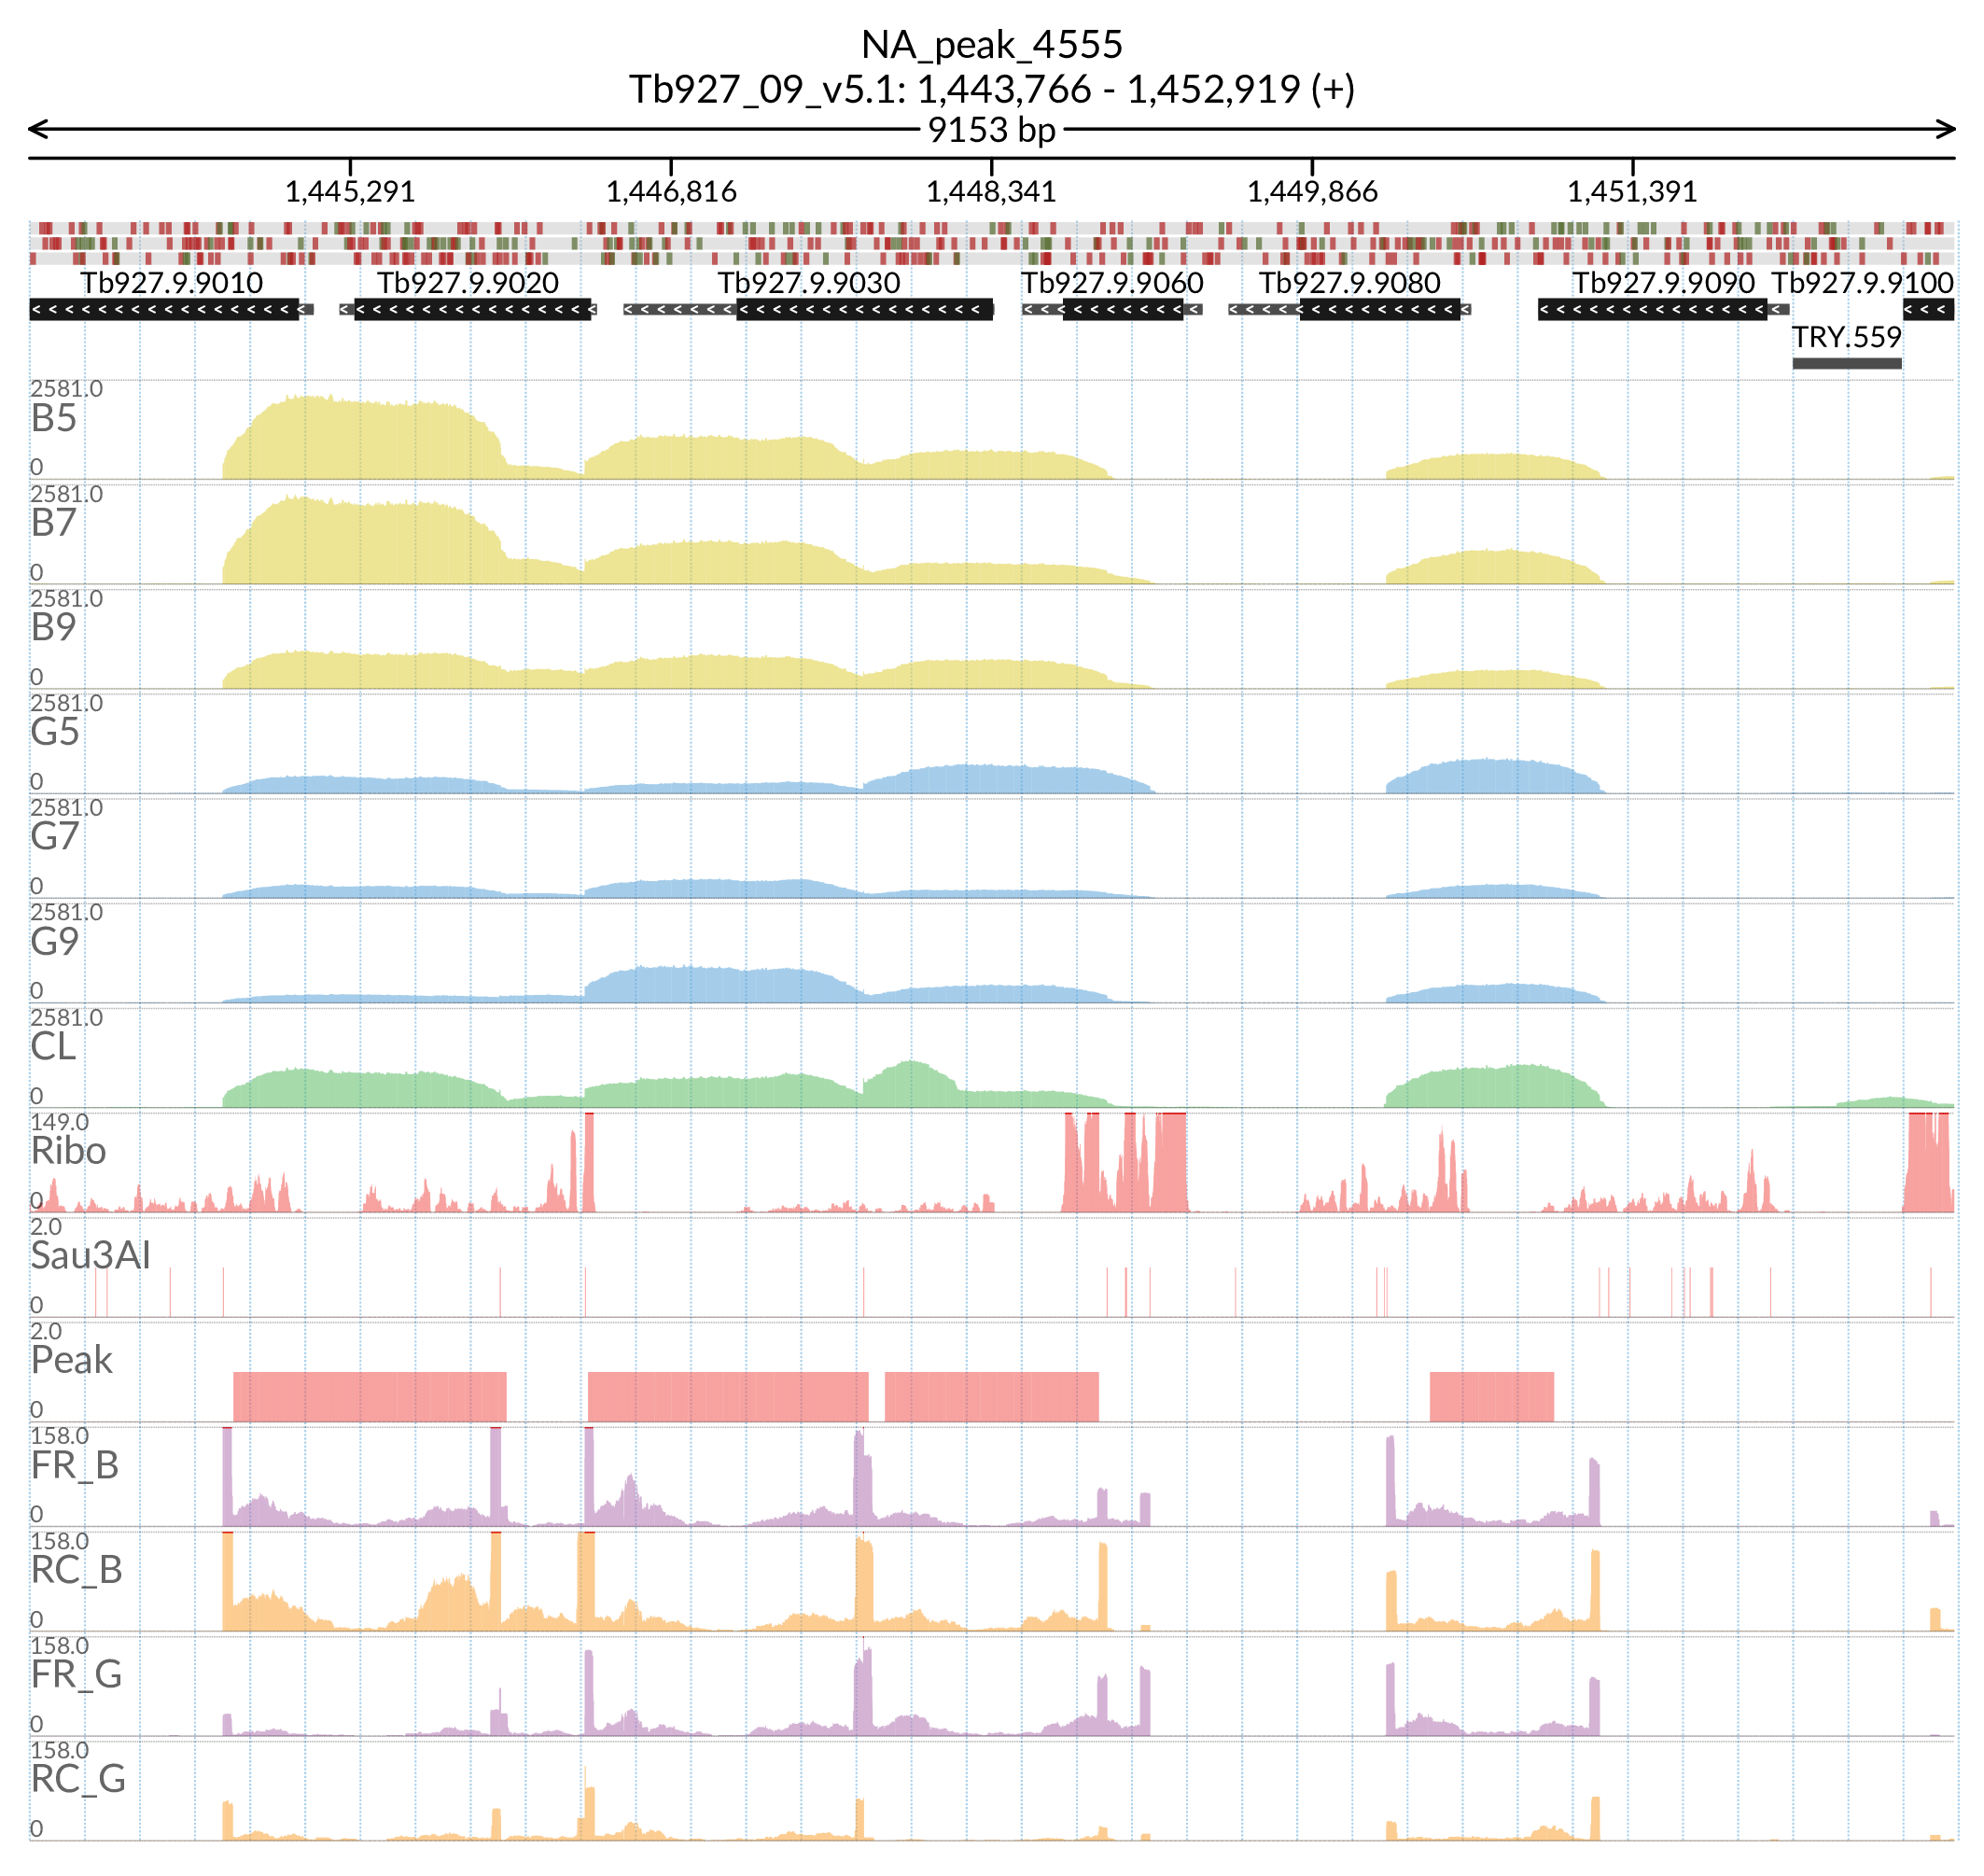 NA_peak_4555
Tb927_09_v5.1: 1,443,766 - 1,452,919 (+)
9153 bp
1,445,291 1,446,816 1,448,341 1,449,866 1,451,391
Tb927.9.9010 Tb927.9.9020 Tb927.9.9030 Tb927.9.9060 Tb927.9.9080 Tb927.9.9090 Tb927.9.9100
TRY.559
2581.0
B5
0
2581.0
B7
0
2581.0
B9
0
2581.0
G5
0
2581.0
G7
0
2581.0
G9
0
2581.0
CL
0
149.0
Ribo
0
2.0
Sau3AI
0
2.0
Peak
0
158.0
FR_B
0
158.0
RC_B
0
158.0
FR_G
0
158.0
RC_G
0